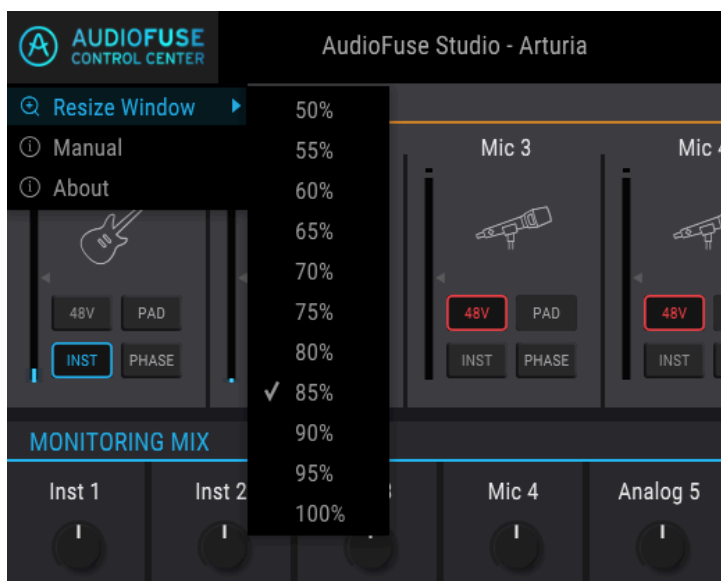 AUDIOFUSE
CONTROL CENTER
AudioFuse Studio - Arturia
Resize Window
Manual
About
50%
55%
60%
65%
70%
75%
80%
85%
90%
95%
100%
Mic 3
Mic
48V PAD
INST PHASE
48V PAD
INST PHASE
48V
INST
MONITORING MIX
Inst 1 Inst 2 Mic 4 Analog 5